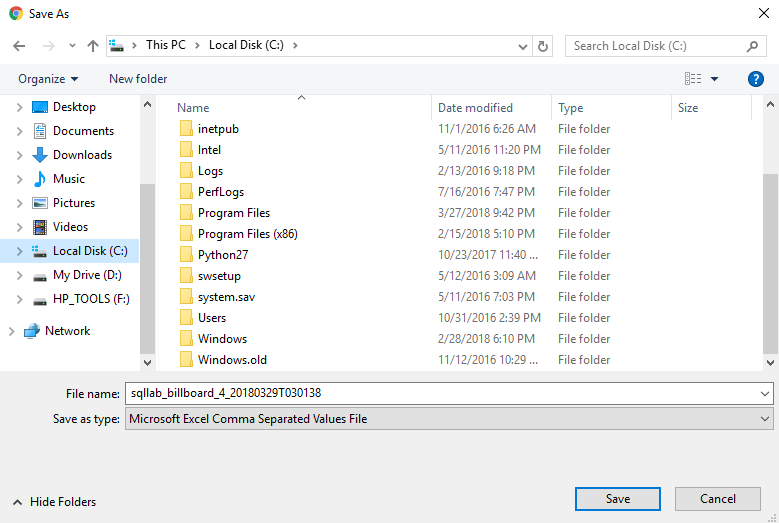 Save As
This PC > Local Disk (C:) >
Search Local Disk (C:)
Organize New folder ?
Name Date modified Type Size
Desktop
Documents
Downloads
Music
Pictures
Videos
Local Disk (C:)
My Drive (D:)
HP_TOOLS (F:)
Network
inetpub 11/1/2016 6:26 AM File folder
Intel 5/11/2016 11:20 PM File folder
Logs 2/13/2016 9:18 PM File folder
PerfLogs 7/16/2016 7:47 PM File folder
Program Files 3/27/2018 9:42 PM File folder
Program Files (x86) 2/15/2018 5:10 PM File folder
Python27 10/23/2017 11:40 ... File folder
swsetup 5/12/2016 3:09 AM File folder
system.sav 5/11/2016 7:03 PM File folder
Users 10/31/2016 2:39 PM File folder
Windows 2/28/2018 6:10 PM File folder
Windows.old 11/12/2016 10:29 ... File folder
File name: sqllab_billboard_4_20180329T030138
Save as type: Microsoft Excel Comma Separated Values File
Hide Folders Save Cancel